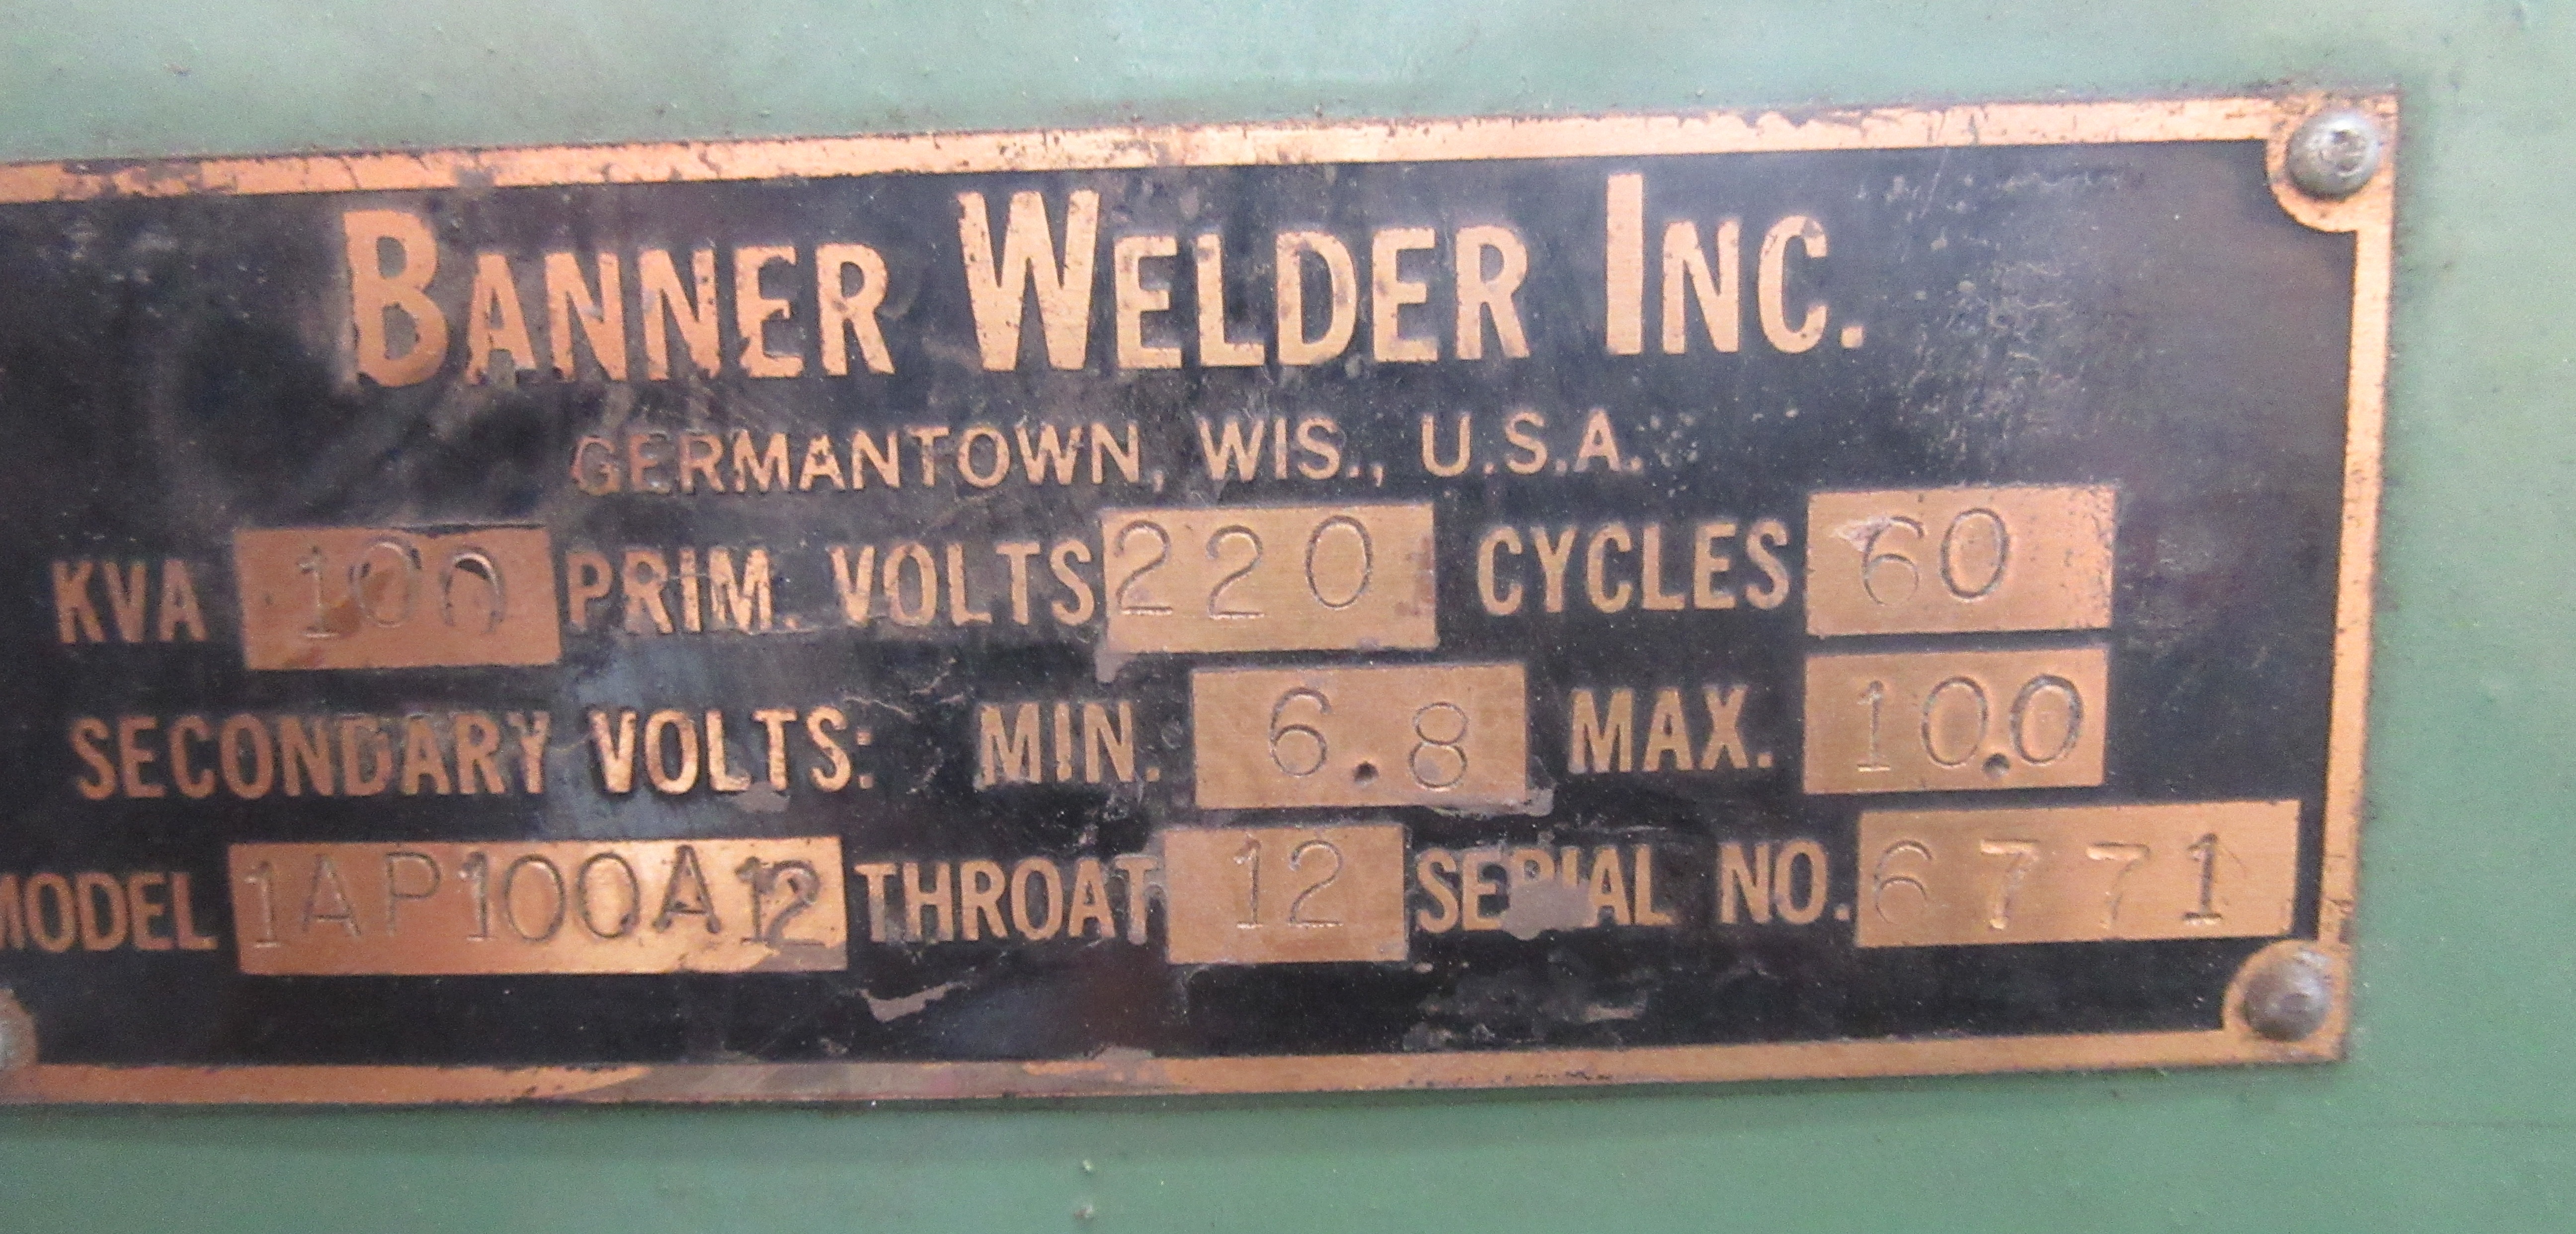 BANNER WELDER INC.
GERMANTOWN, WIS., U.S.A.
KVA 100 PRIM. VOLTS 220 CYCLES 60
SECONDARY VOLTS: MIN. 6.8 MAX. 10.0
MODEL 1AP100A12 THROAT 12 SERIAL NO. 6771